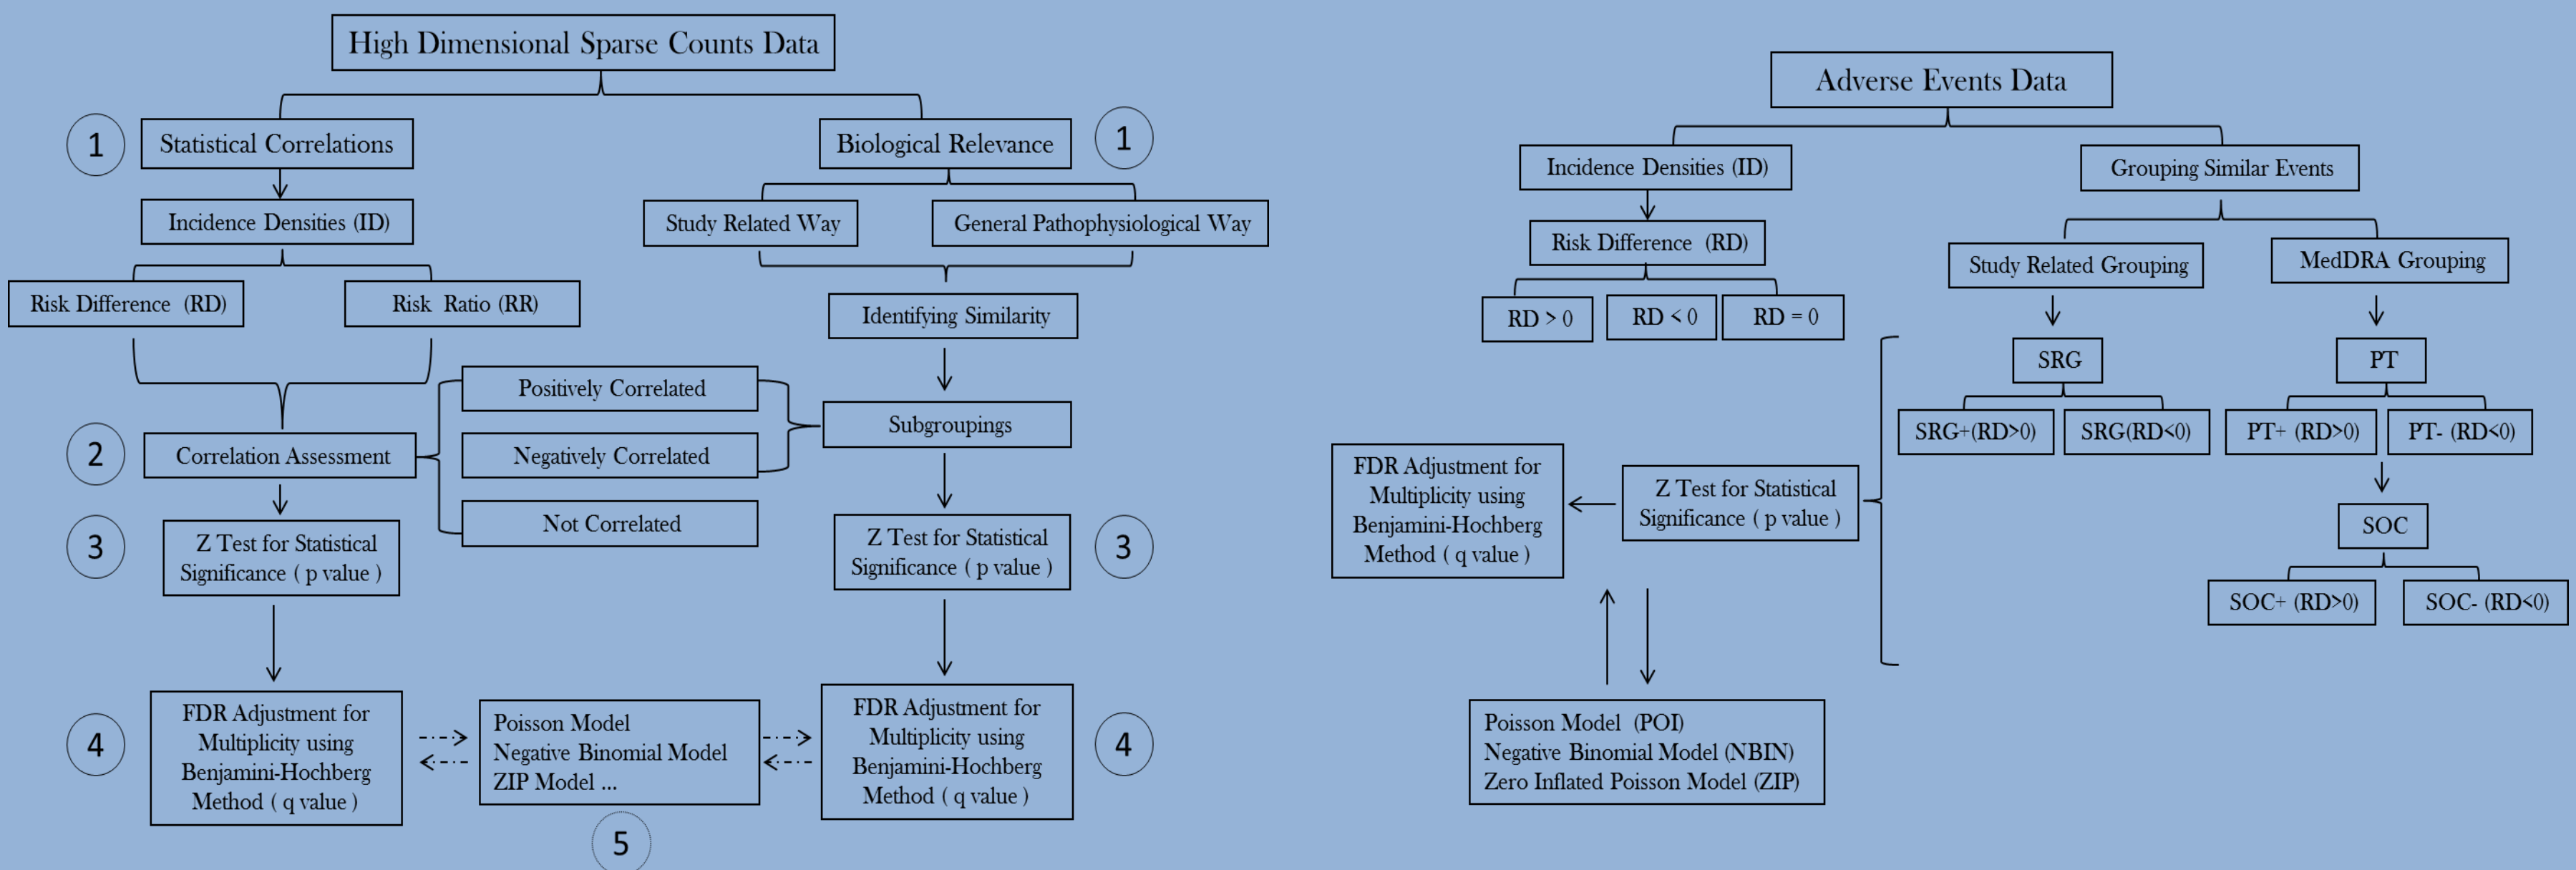 High Dimensional Sparse Counts Data
1
Statistical Correlations
Biological Relevance
1
Incidence Densities (ID)
Study Related Way
General Pathophysiological Way
Risk Difference (RD)
Risk Ratio (RR)
Identifying Similarity
Positively Correlated
Subgroupings
2
Correlation Assessment
Negatively Correlated
Not Correlated
3
Z Test for Statistical
Significance ( p value )
Z Test for Statistical
Significance ( p value )
3
4
FDR Adjustment for
Multiplicity using
Benjamini-Hochberg
Method ( q value )
Poisson Model
Negative Binomial Model
ZIP Model ...
FDR Adjustment for
Multiplicity using
Benjamini-Hochberg
Method ( q value )
4
5
Adverse Events Data
Incidence Densities (ID)
Grouping Similar Events
Risk Difference (RD)
Study Related Grouping
MedDRA Grouping
RD > 0
RD < 0
RD = 0
SRG
PT
SRG+(RD>0)
SRG(RD<0)
PT+ (RD>0)
PT- (RD<0)
FDR Adjustment for
Multiplicity using
Benjamini-Hochberg
Method ( q value )
Z Test for Statistical
Significance ( p value )
SOC
SOC+ (RD>0)
SOC- (RD<0)
Poisson Model (POI)
Negative Binomial Model (NBIN)
Zero Inflated Poisson Model (ZIP)